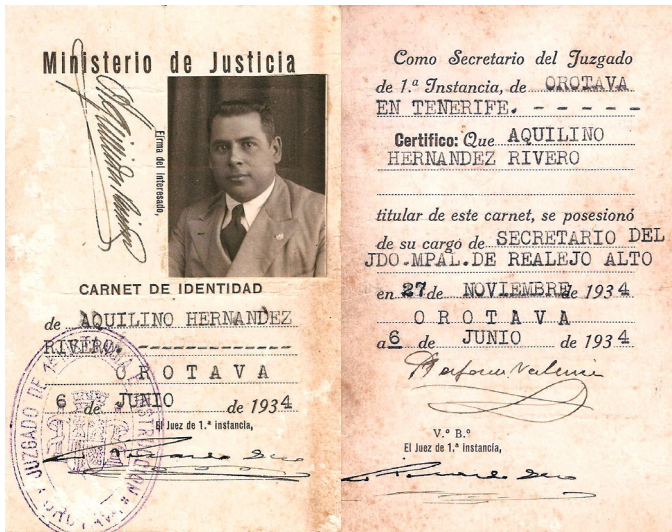 Ministerio de Justicia
Firma del interesado,
CARNET DE IDENTIDAD
de AQUILINO HERNANDEZ
RIVERO. - - - - - - - - - - - -
O R O T A V A
6 de JUNIO de 1934
El Juez de 1.ª instancia,
JUZGADO DE 1ª
Como Secretario del Juzgado
de 1.ª Instancia, de OROTAVA
EN TENERIFE. - - - - -
Certifico: Que AQUILINO
HERNANDEZ RIVERO
titular de este carnet, se posesionó
de su cargo de SECRETARIO DEL
JDO.MPAL.DE REALEJO ALTO
en 27 de NOVIEMBRE de 1934
O R O T A V A
a 6 de JUNIO de 1934
V.º B.º
El Juez de 1.ª instancia,